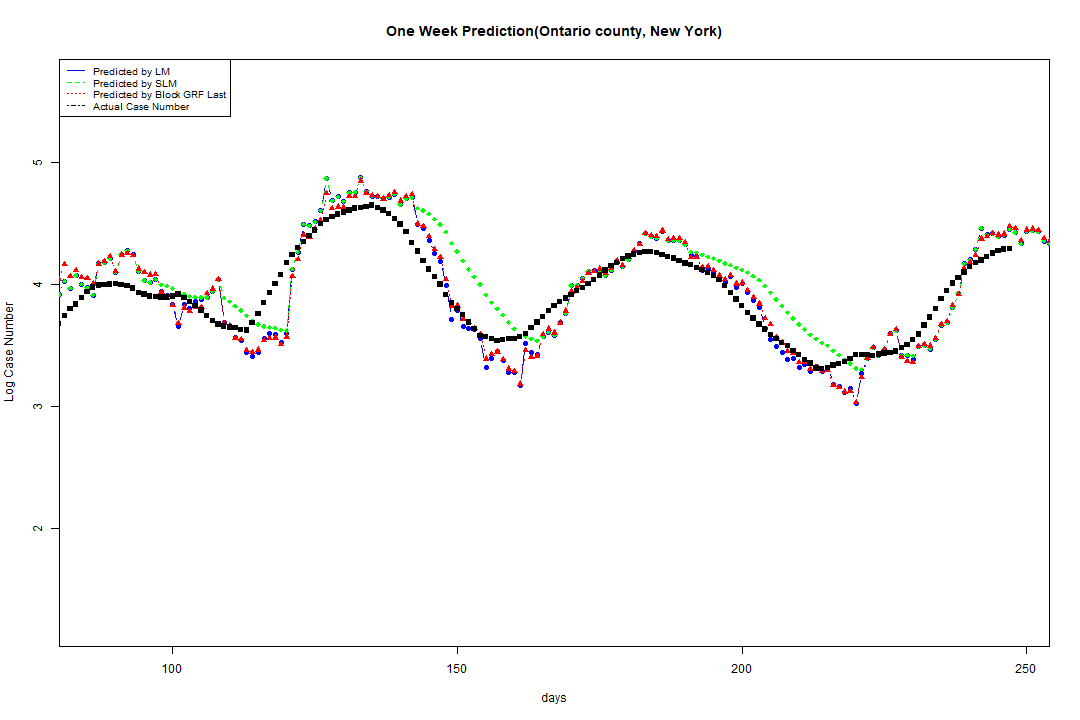 One Week Prediction(Ontario county, New York)
Predicted by LM
Predicted by SLM
Predicted by Block GRF Last
Actual Case Number
5
4
3
2
Log Case Number
100
150
200
250
days